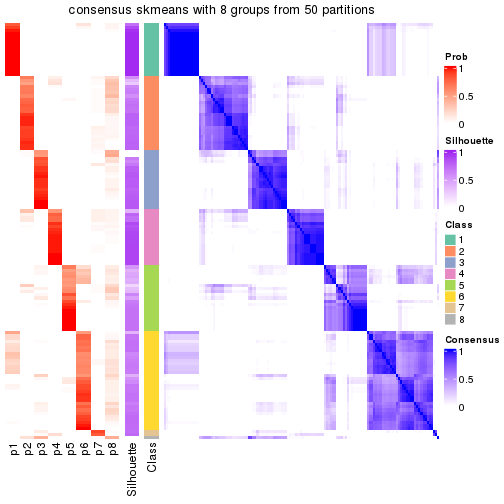 consensus skmeans with 8 groups from 50 partitions
Prob
1
0.5
0
Silhouette
1
0.5
0
Class
1
2
3
4
5
6
7
8
Consensus
1
0.5
0
p1
p2
p3
p4
p5
p6
p7
p8
Silhouette
Class